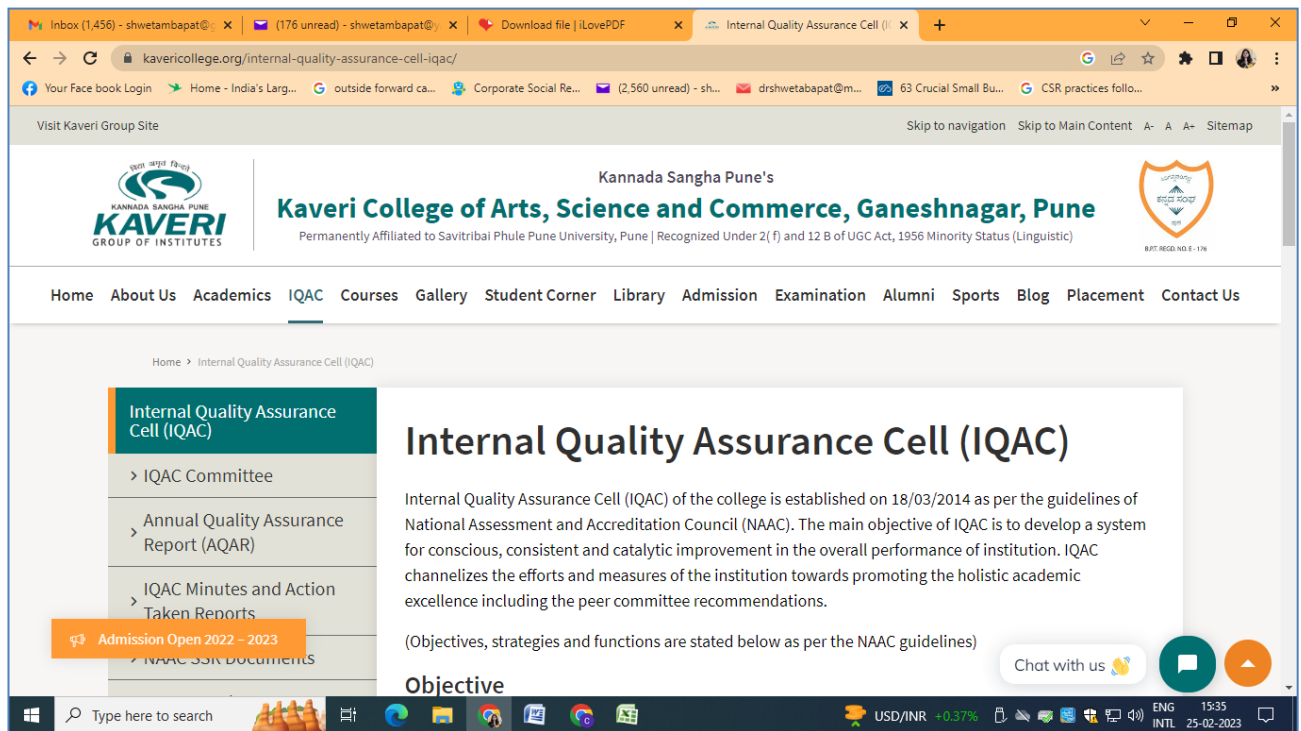 Inbox (1,456) - shwetambapat@g
(176 unread) - shwetambapat@y
Download file | iLovePDF
Internal Quality Assurance Cell (I
kavericollege.org/internal-quality-assurance-cell-iqac/
Your Face book Login
Home - India's Larg...
outside forward ca...
Corporate Social Re...
(2,560 unread) - sh...
drshwetabapat@m...
63 Crucial Small Bu...
CSR practices follo...
Visit Kaveri Group Site
Skip to navigation Skip to Main Content A- A A+ Sitemap
KANNADA SANGHA PUNE
KAVERI
GROUP OF INSTITUTES
Kannada Sangha Pune's
Kaveri College of Arts, Science and Commerce, Ganeshnagar, Pune
Permanently Affiliated to Savitribai Phule Pune University, Pune | Recognized Under 2( f) and 12 B of UGC Act, 1956 Minority Status (Linguistic)
ಕನ್ನಡ ಸಂಘ
B.P.T. REGD. NO. E - 176
Home About Us Academics IQAC Courses Gallery Student Corner Library Admission Examination Alumni Sports Blog Placement Contact Us
Home > Internal Quality Assurance Cell (IQAC)
Internal Quality Assurance
Cell (IQAC)
> IQAC Committee
> Annual Quality Assurance
Report (AQAR)
> IQAC Minutes and Action
Taken Reports
Admission Open 2022 – 2023
> NAAC SSR Documents
Internal Quality Assurance Cell (IQAC)
Internal Quality Assurance Cell (IQAC) of the college is established on 18/03/2014 as per the guidelines of
National Assessment and Accreditation Council (NAAC). The main objective of IQAC is to develop a system
for conscious, consistent and catalytic improvement in the overall performance of institution. IQAC
channelizes the efforts and measures of the institution towards promoting the holistic academic
excellence including the peer committee recommendations.
(Objectives, strategies and functions are stated below as per the NAAC guidelines)
Objective
Chat with us
Type here to search
USD/INR +0.37%
ENG
INTL
15:35
25-02-2023